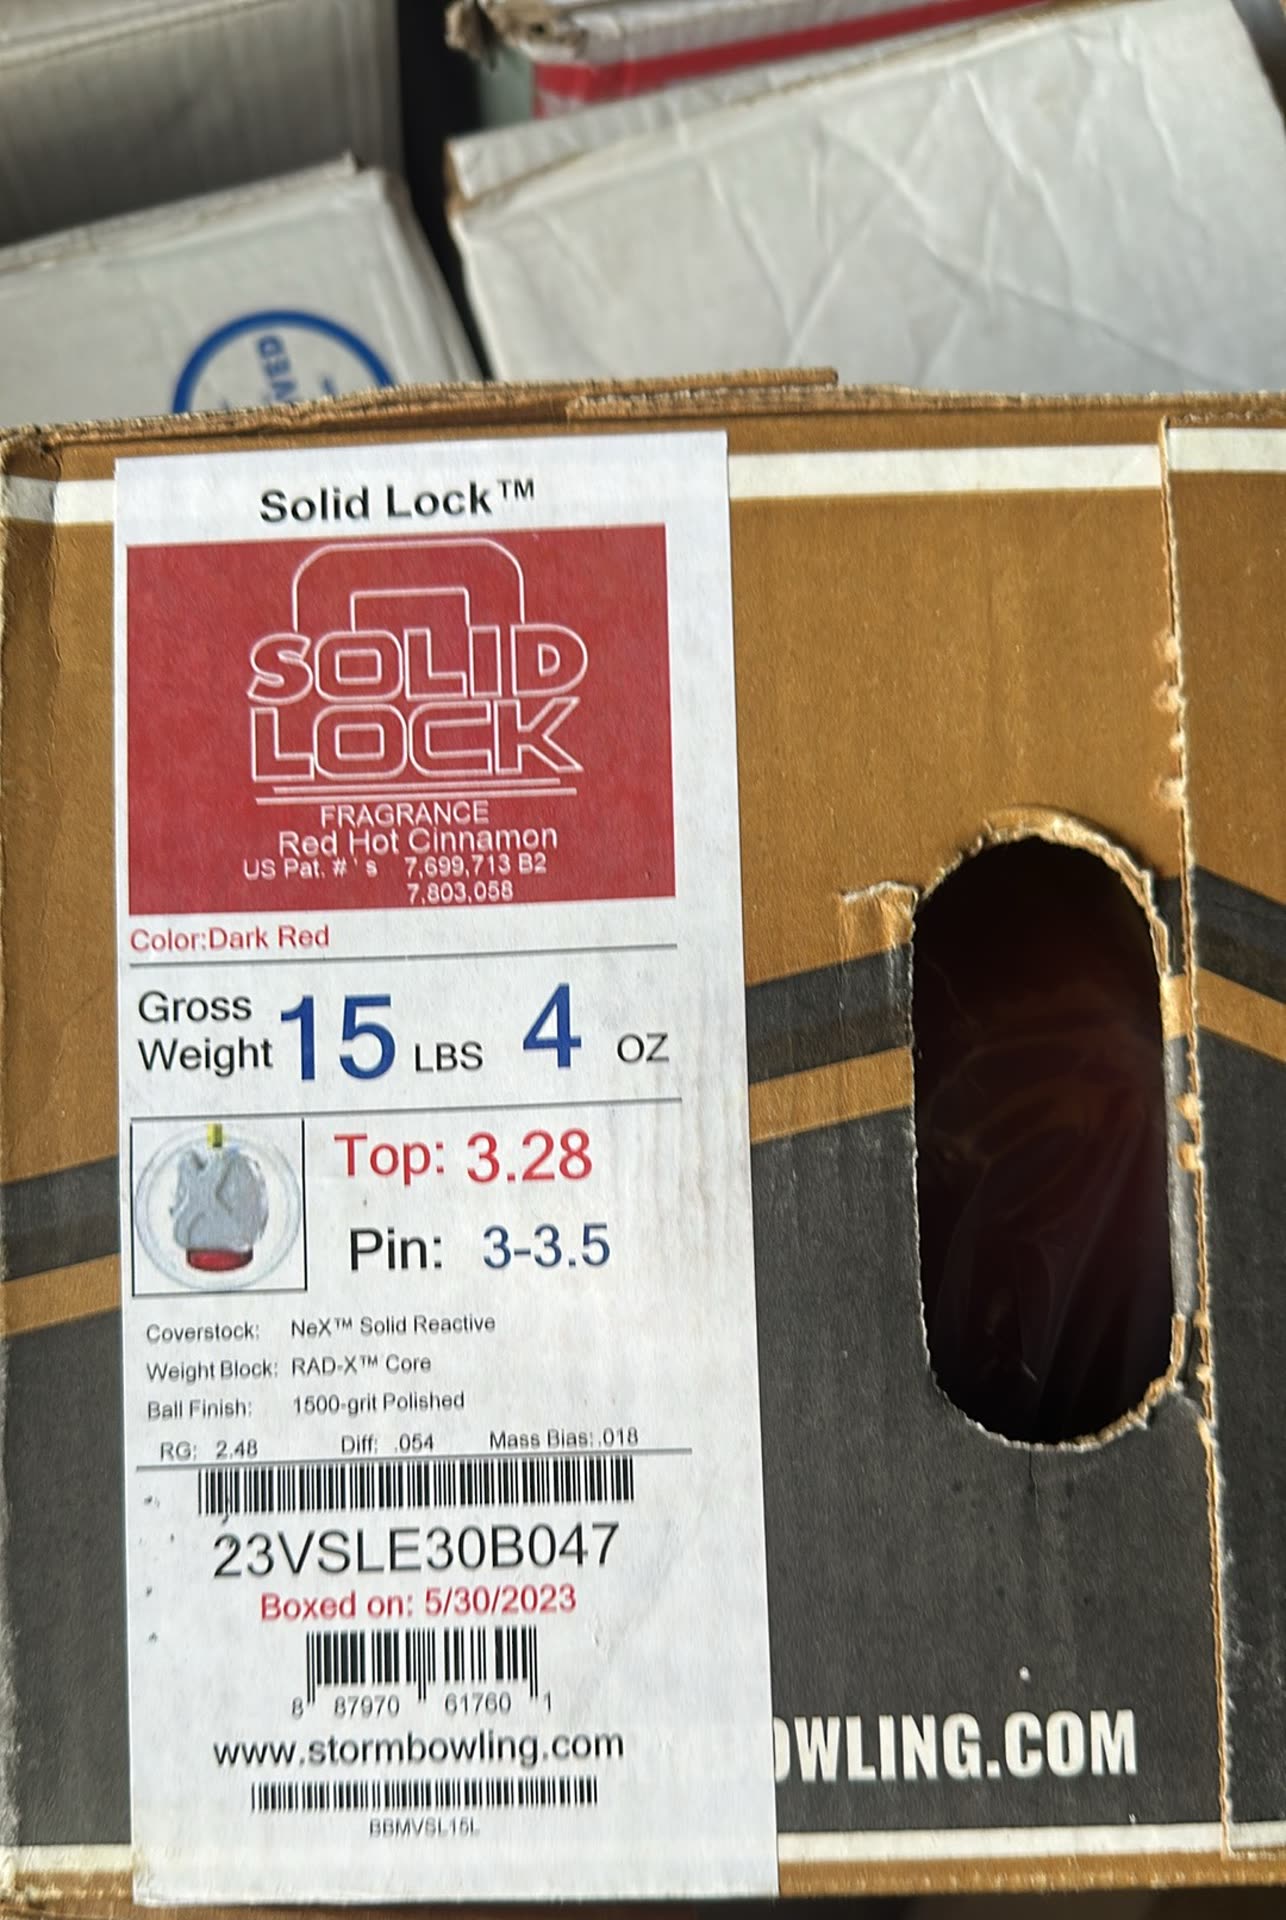 VED
Solid Lock™
SOLID
LOCK
FRAGRANCE
Red Hot Cinnamon
US Pat. #'s 7,699,713 B2
7,803,058
Color:Dark Red
Gross Weight 15 LBS 4 OZ
Top: 3.28
Pin: 3-3.5
Coverstock: NeX™ Solid Reactive
Weight Block: RAD-X™ Core
Ball Finish: 1500-grit Polished
RG: 2.48 Diff: .054 Mass Bias: .018
23VSLE30B047
Boxed on: 5/30/2023
8 87970 61760 1
www.stormbowling.com
OWLING.COM
BBMVSL15L